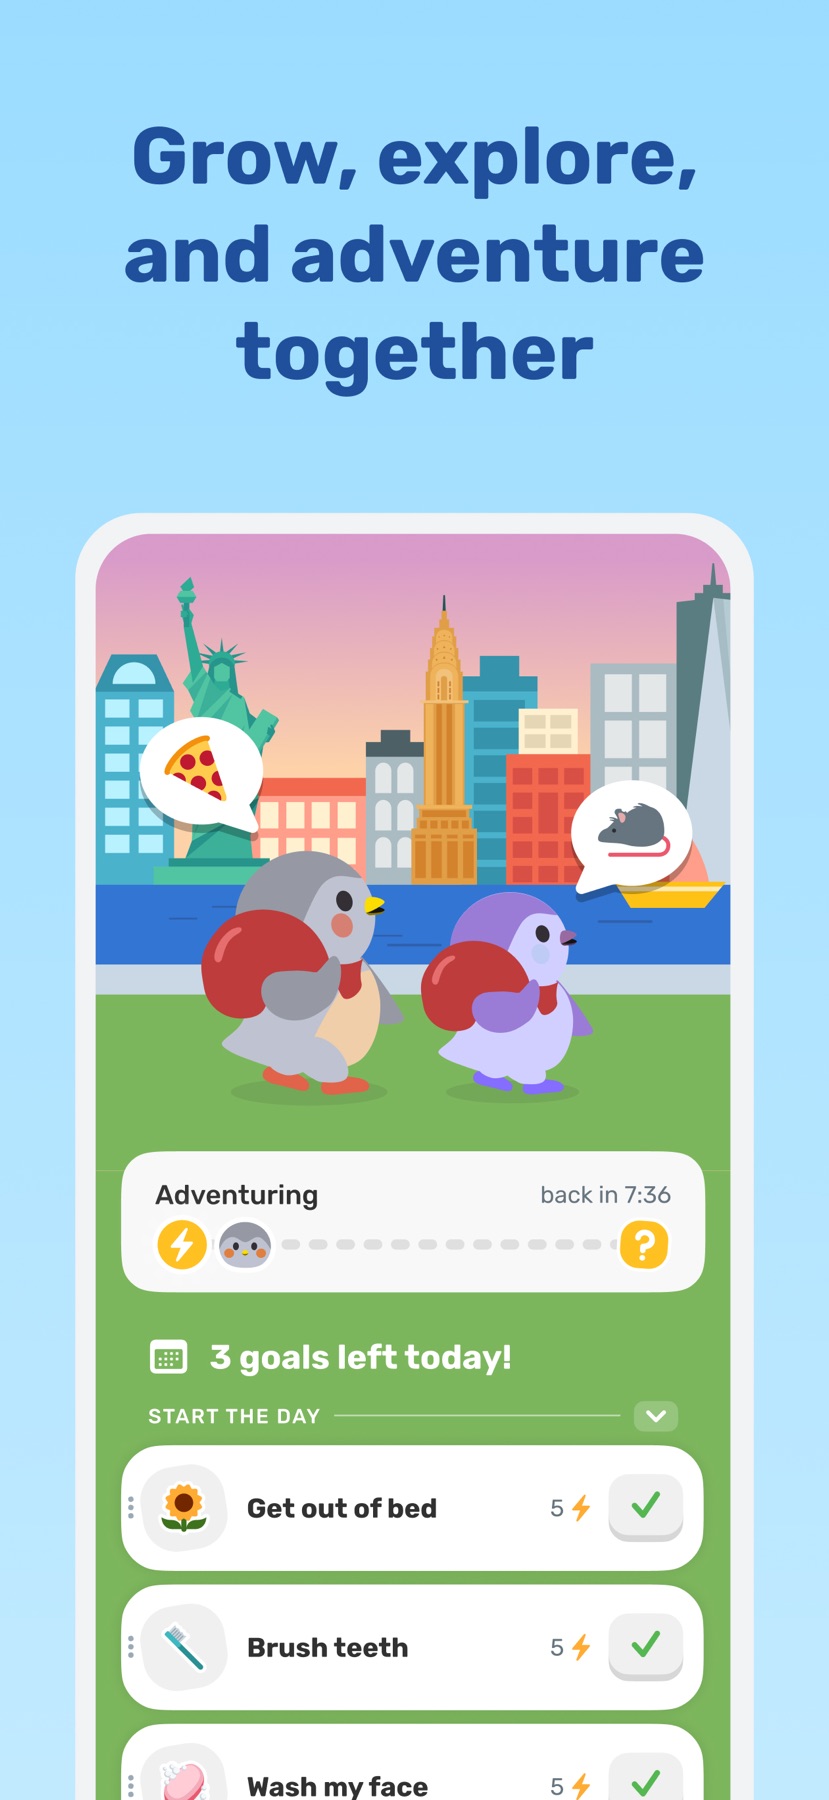 Grow, explore,
and adventure
together
Adventuring
back in 7:36
?
3 goals left today!
START THE DAY
Get out of bed
5
Brush teeth
5
Wash my face
5